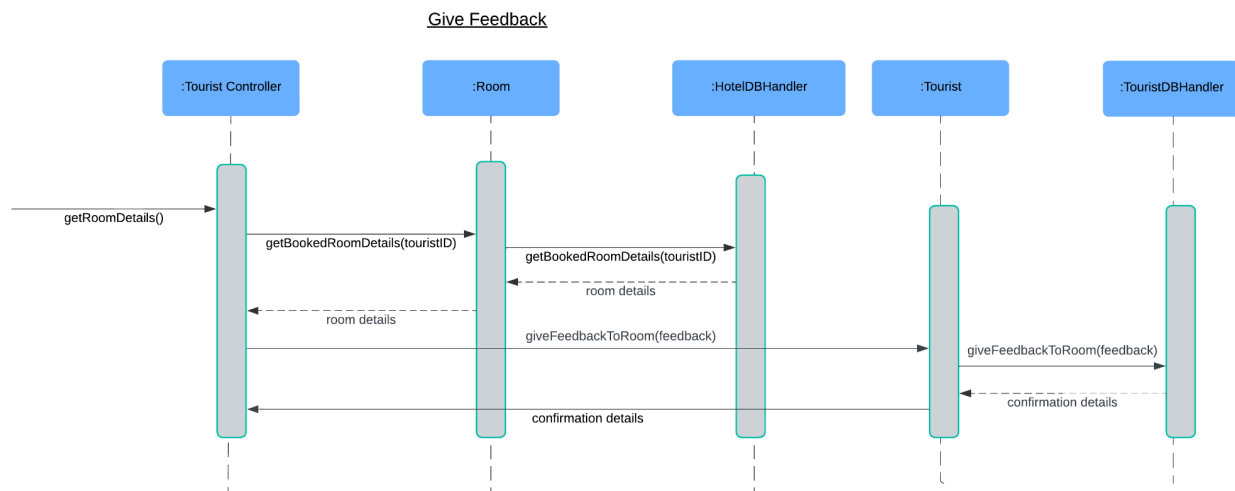 Give Feedback
:Tourist Controller
:Room
:HotelDBHandler
:Tourist
:TouristDBHandler
getRoomDetails()
getBookedRoomDetails(touristID)
getBookedRoomDetails(touristID)
room details
room details
giveFeedbackToRoom(feedback)
giveFeedbackToRoom(feedback)
confirmation details
confirmation details